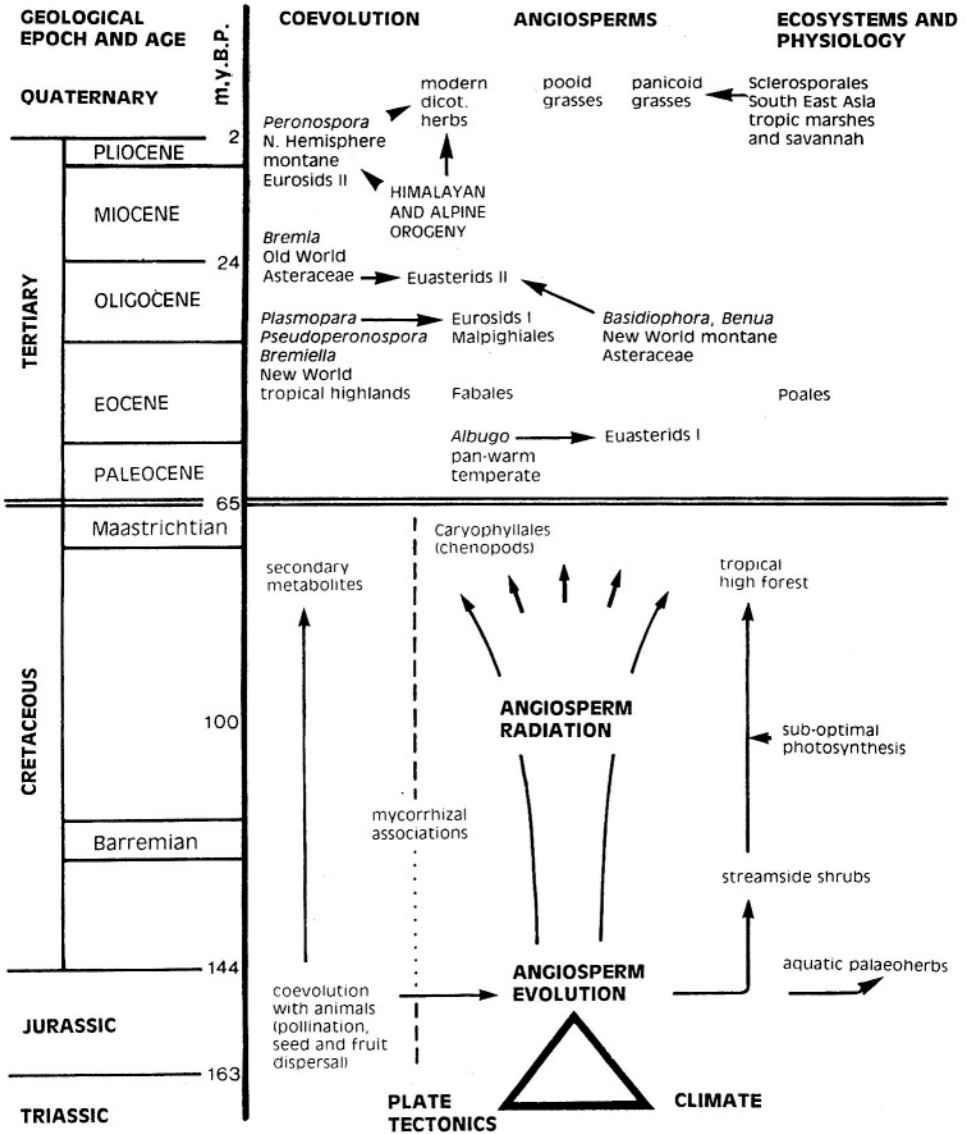 GEOLOGICAL
EPOCH AND AGE
m.y.B.P.
COEVOLUTION
ANGIOSPERMS
ECOSYSTEMS AND
PHYSIOLOGY
QUATERNARY
modern
dicot.
herbs
pooid
grasses
panicoid
grasses
Sclerosporales
South East Asia
tropic marshes
and savannah
2
TERTIARY
PLIOCENE
Peronospora
N. Hemisphere
montane
Eurosids II
HIMALAYAN
AND ALPINE
OROGENY
MIOCENE
24
Bremia
Old World
Asteraceae
Euasterids II
OLIGOCENE
Plasmopara
Pseudoperonospora
Bremiella
New World
tropical highlands
Eurosids I
Malpighiales
Basidiophora, Benua
New World montane
Asteraceae
EOCENE
Fabales
Poales
Albugo
pan-warm
temperate
Euasterids I
PALEOCENE
65
CRETACEOUS
Maastrichtian
secondary
metabolites
Caryophyllales
(chenopods)
tropical
high forest
100
ANGIOSPERM
RADIATION
sub-optimal
photosynthesis
mycorrhizal
associations
Barremian
streamside shrubs
144
coevolution
with animals
(pollination,
seed and fruit
dispersal)
ANGIOSPERM
EVOLUTION
aquatic palaeoherbs
JURASSIC
163
TRIASSIC
PLATE
TECTONICS
CLIMATE